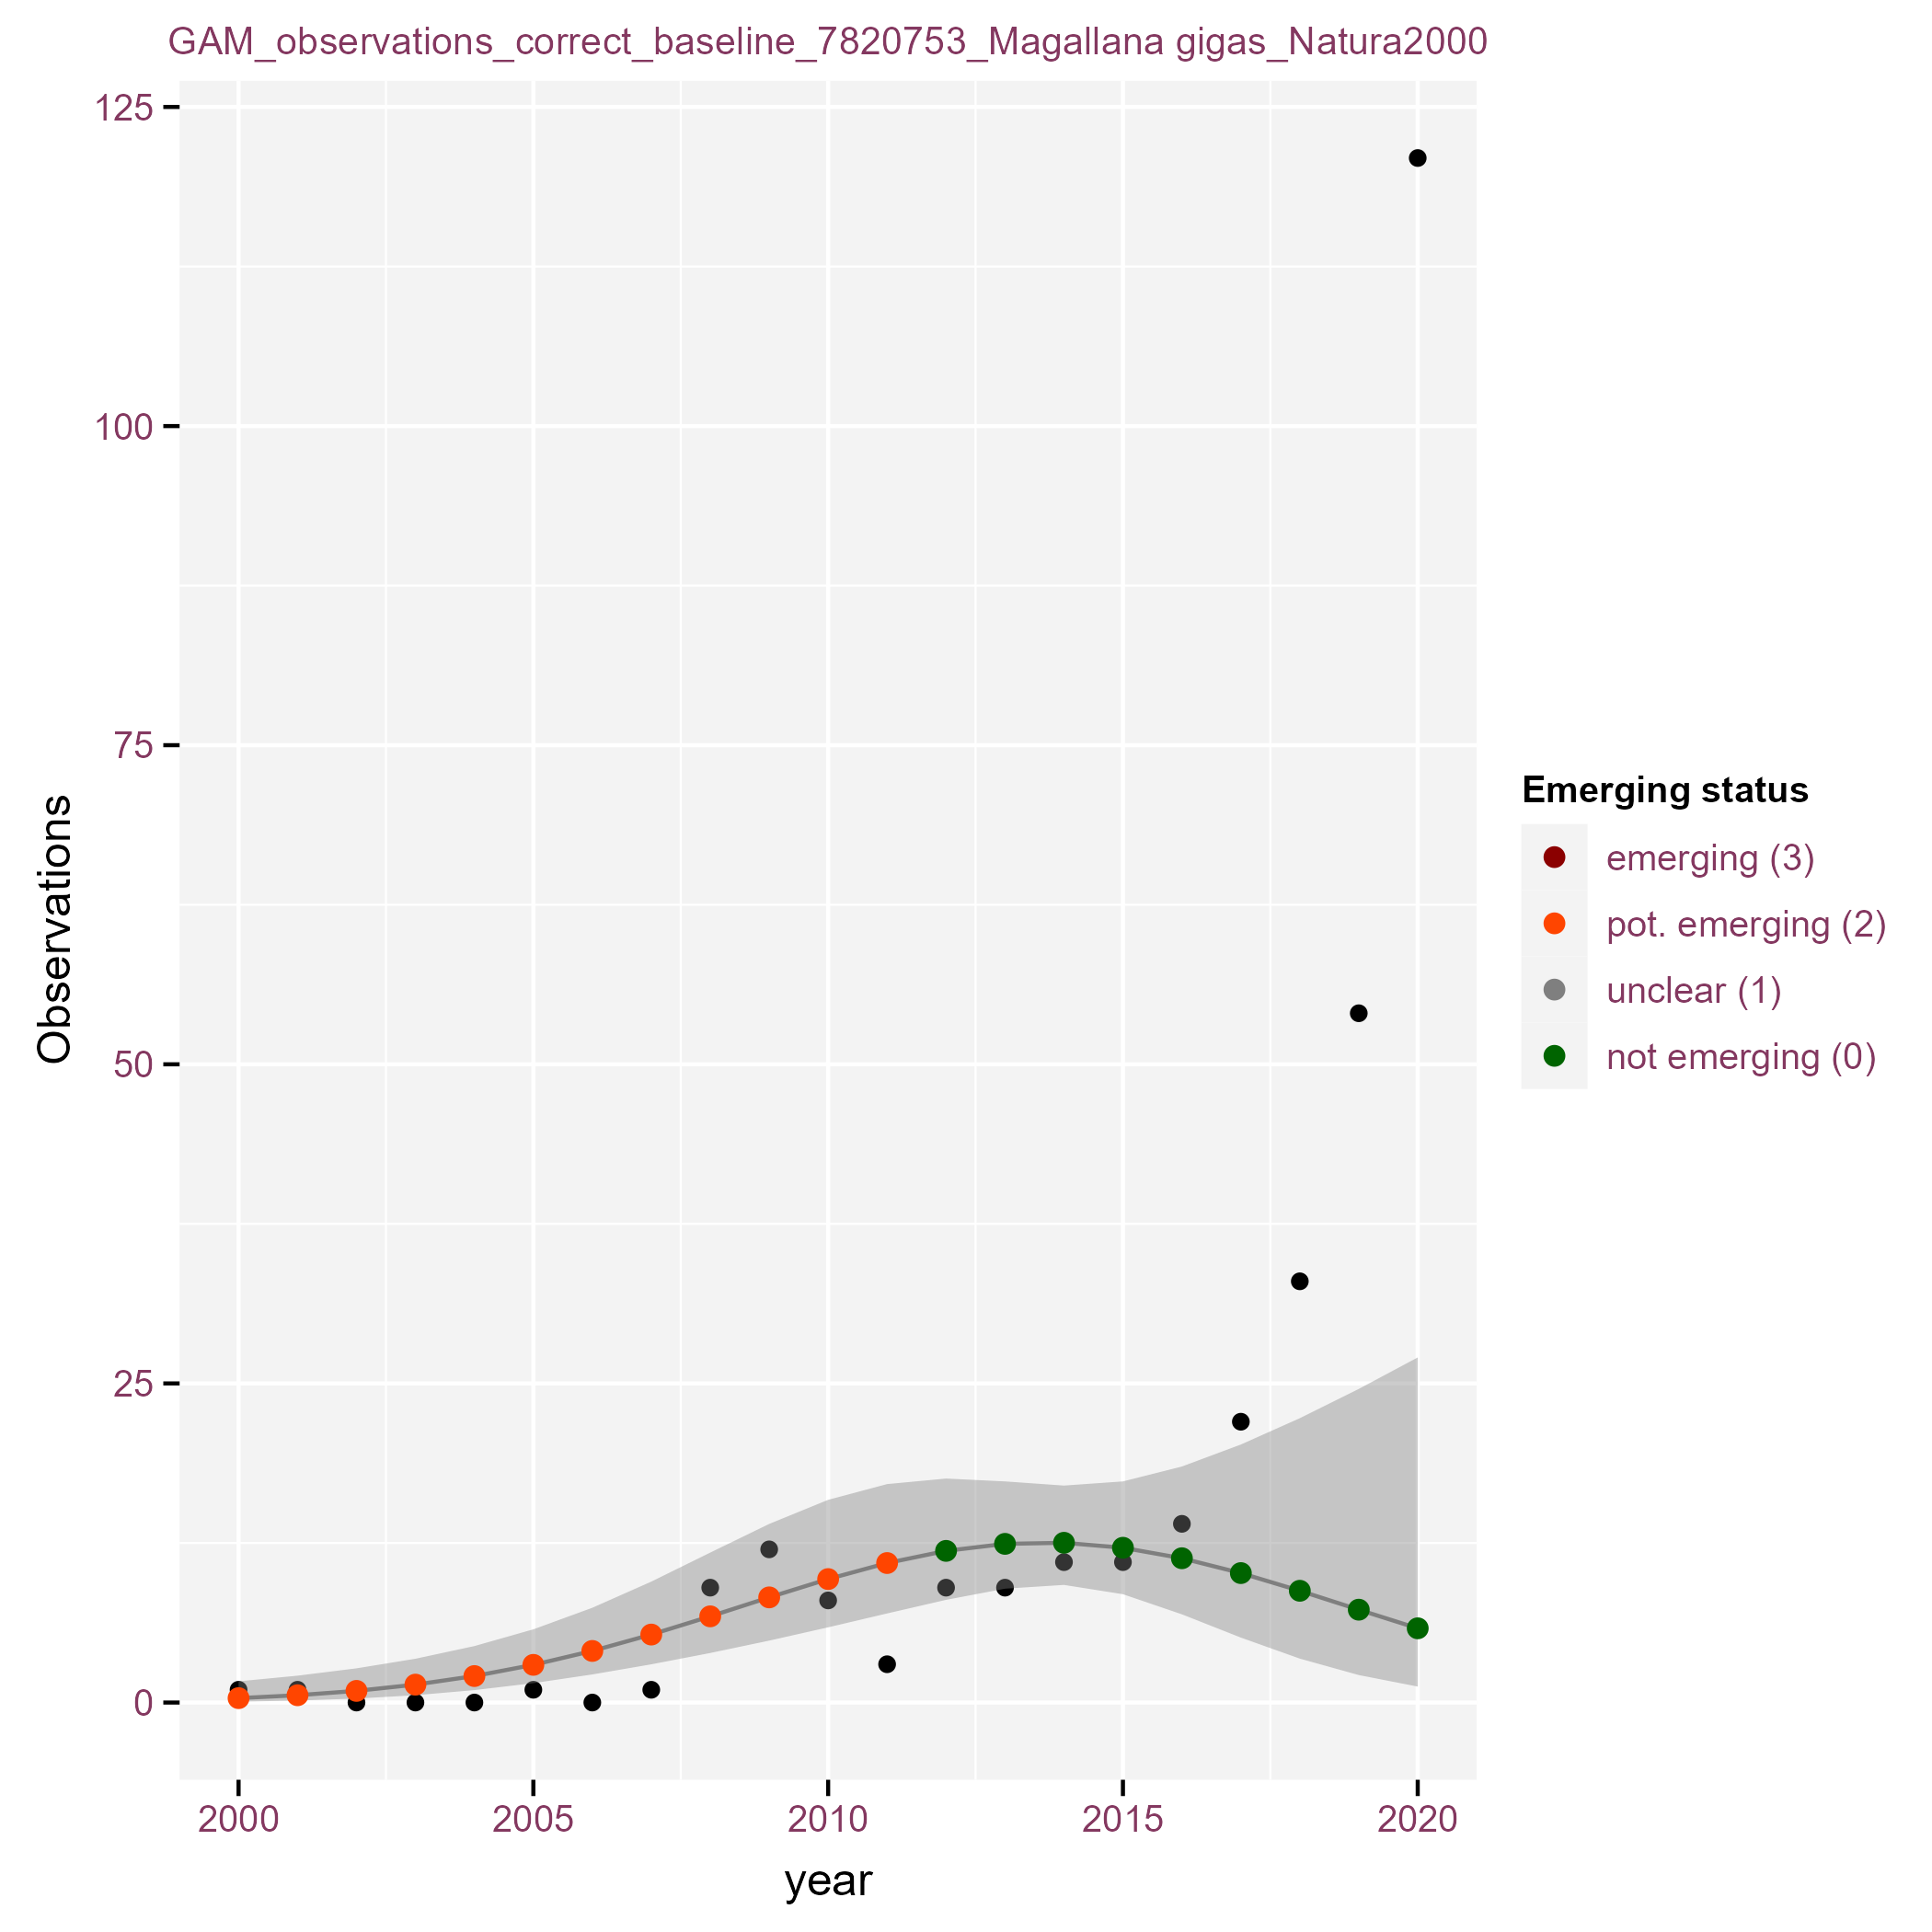 GAM_observations_correct_baseline_7820753_Magallana gigas_Natura2000
125
100
75
50
25
0
Observations
2000 2005 2010 2015 2020
year
Emerging status
emerging (3)
pot. emerging (2)
unclear (1)
not emerging (0)